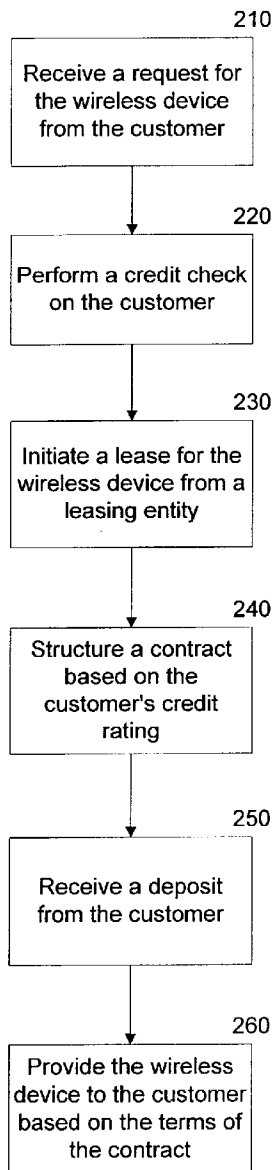 210
Receive a request for
the wireless device
from the customer
220
Perform a credit check
on the customer
230
Initiate a lease for the
wireless device from a
leasing entity
240
Structure a contract
based on the
customer's credit
rating
250
Receive a deposit
from the customer
260
Provide the wireless
device to the customer
based on the terms of
the contract